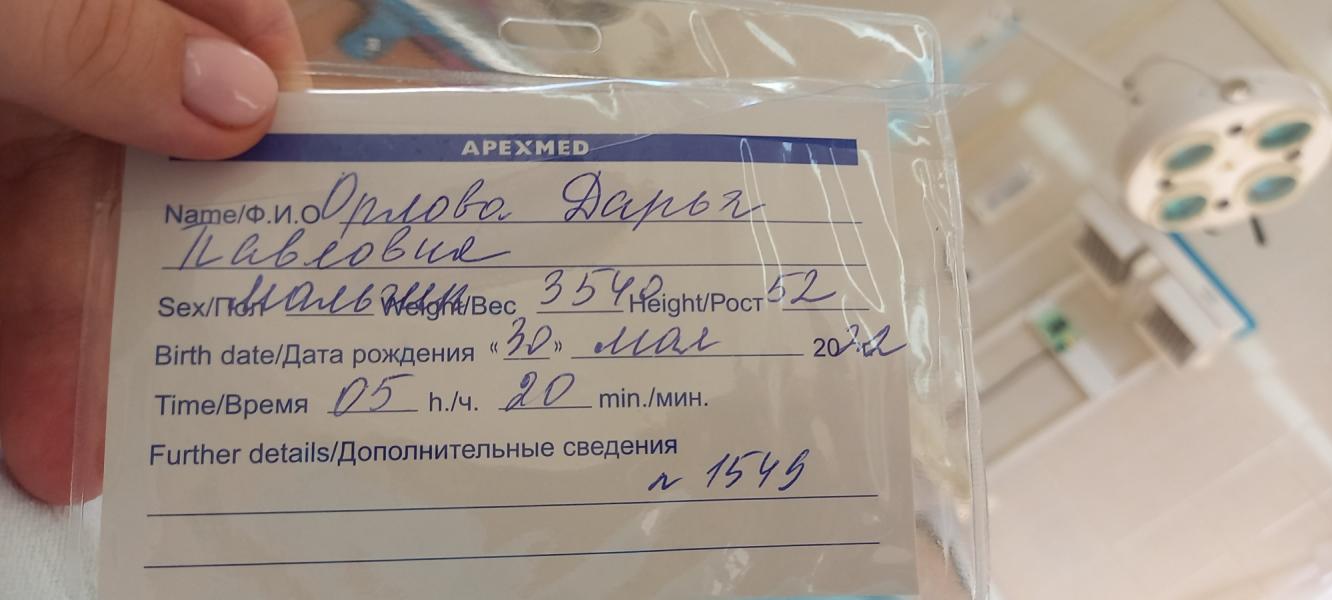 APEXMED
Name/Ф.И.О Орлова Дарья
Павловна
Sex/Пол мальчик Weight/Вес 3540 Height/Рост 52
Birth date/Дата рождения «30» мая 2022
Time/Время 05 h./ч. 20 min./мин.
Further details/Дополнительные сведения
n 1549